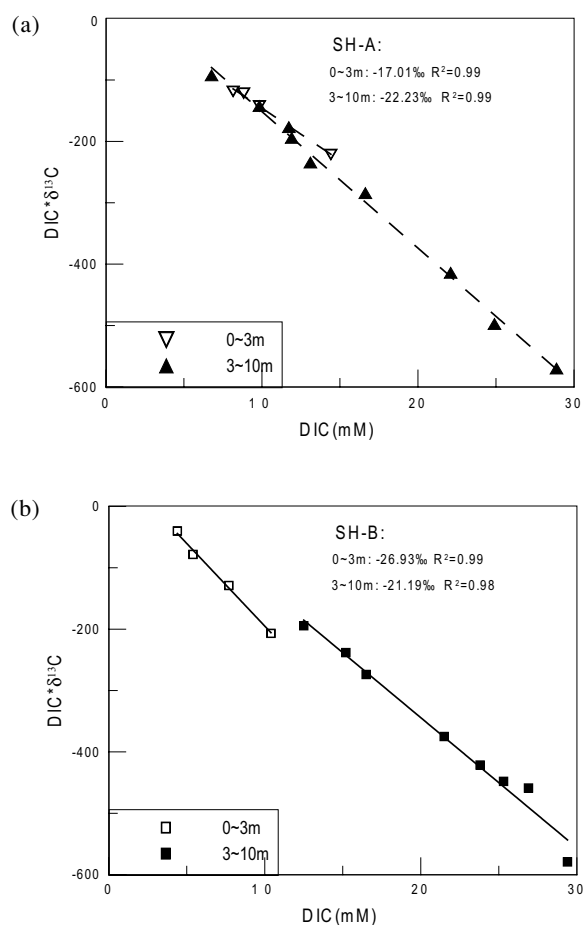 (a)
0
-200
-400
-600
DIC*δ¹³C
SH-A:
0~3m: -17.01‰ R²=0.99
3~10m: -22.23‰ R²=0.99
0~3m
3~10m
0 10 20 30
DIC(mM)
(b)
0
-200
-400
-600
DIC*δ¹³C
SH-B:
0~3m: -26.93‰ R²=0.99
3~10m: -21.19‰ R²=0.98
0~3m
3~10m
0 10 20 30
DIC(mM)